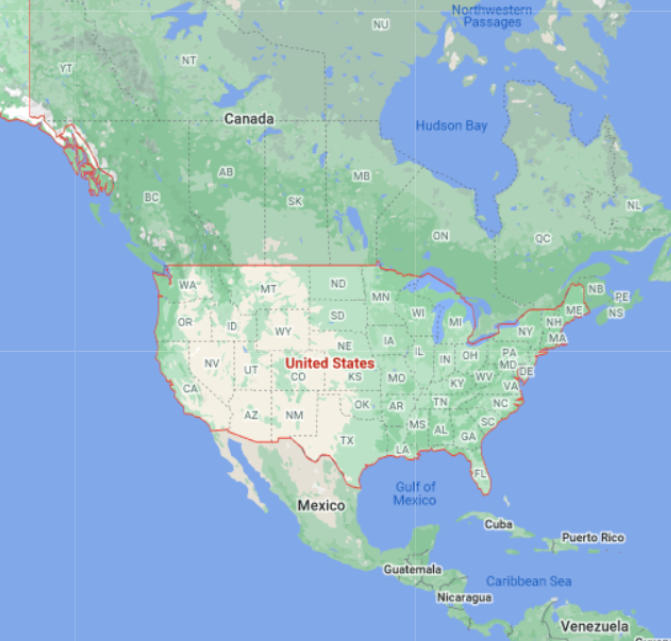 Northwestern
Passages
NU
NT
YT
Canada
Hudson Bay
AB
MB
BC
SK
NL
ON
QC
WA
MT
ND
MN
NB
PE
ME
NS
OR
ID
SD
WI
MI
NH
NY
MA
WY
NE
IA
IL
IN
OH
PA
MD
DE
NV
UT
United States
CO
KS
MO
KY
WV
VA
CA
OK
AR
TN
NC
AZ
NM
MS
AL
SC
GA
TX
LA
FL
Gulf of
Mexico
Mexico
Cuba
Puerto Rico
Guatemala
Caribbean Sea
Nicaragua
Venezuela